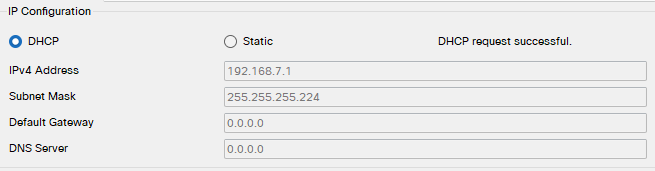 IP Configuration
DHCP Static DHCP request successful.
IPv4 Address 192.168.7.1
Subnet Mask 255.255.255.224
Default Gateway 0.0.0.0
DNS Server 0.0.0.0